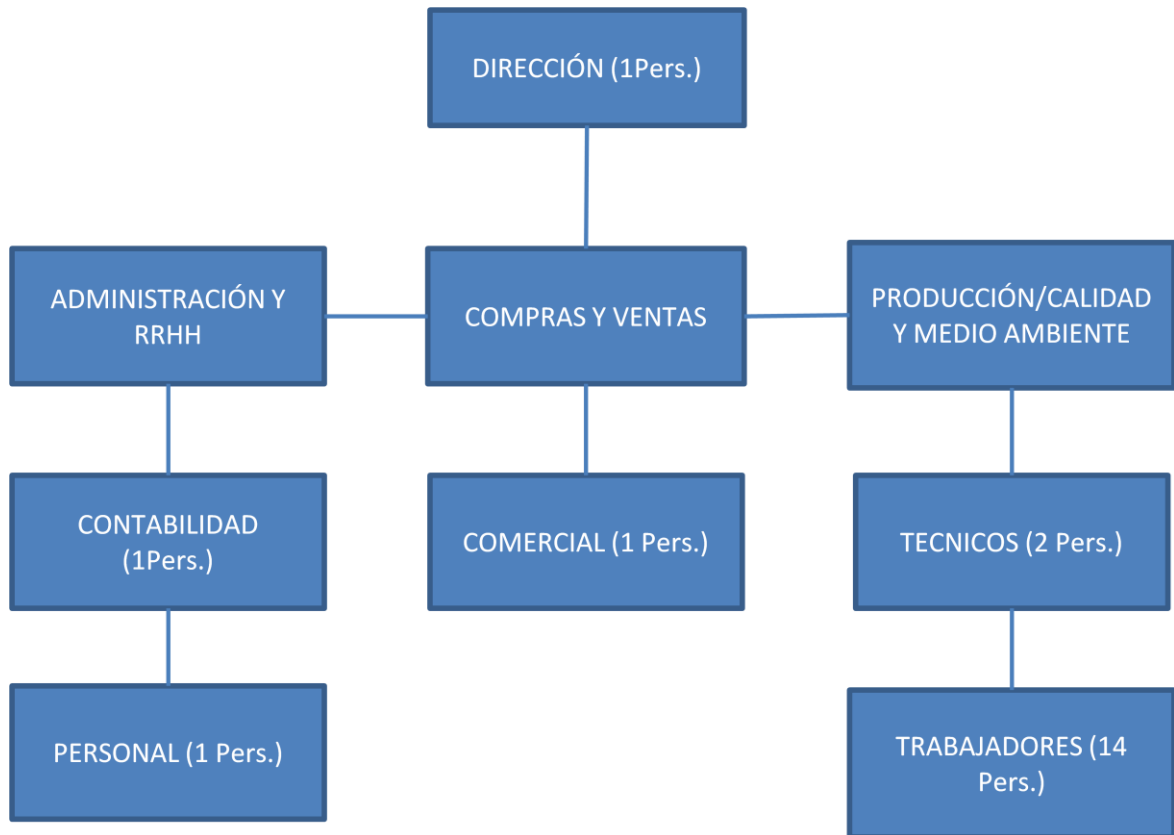 DIRECCIÓN (1Pers.)
ADMINISTRACIÓN Y
RRHH
COMPRAS Y VENTAS
PRODUCCIÓN/CALIDAD
Y MEDIO AMBIENTE
CONTABILIDAD
(1Pers.)
COMERCIAL (1 Pers.)
TECNICOS (2 Pers.)
PERSONAL (1 Pers.)
TRABAJADORES (14
Pers.)